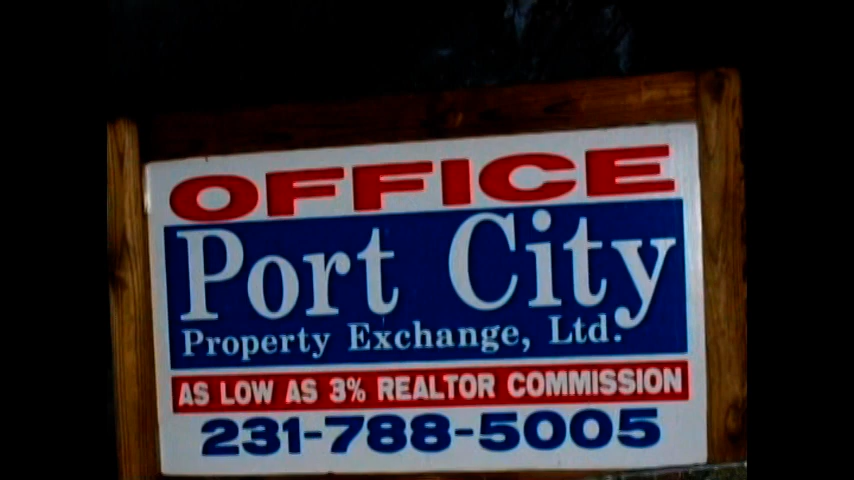 OFFICE
Port City
Property Exchange, Ltd.
AS LOW AS 3% REALTOR COMMISSION
231-788-5005